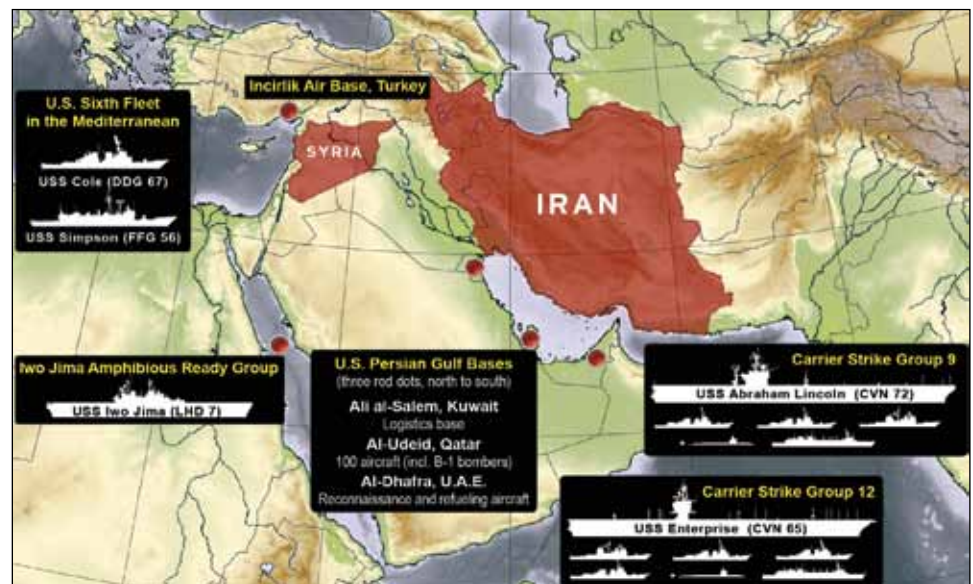 Incirlik Air Base, Turkey
U.S. Sixth Fleet
in the Mediterranean
USS Cole (DDG 67)
USS Simpson (FFG 56)
SYRIA
IRAN
Iwo Jima Amphibious Ready Group
USS Iwo Jima (LHD 7)
U.S. Persian Gulf Bases
(three red dots, north to south)
Ali al-Salem, Kuwait
Logistics base
Al-Udeid, Qatar
100 aircraft (incl. B-1 bombers)
Al-Dhafra, U.A.E.
Reconnaissance and refueling aircraft
Carrier Strike Group 9
USS Abraham Lincoln (CVN 72)
Carrier Strike Group 12
USS Enterprise (CVN 65)